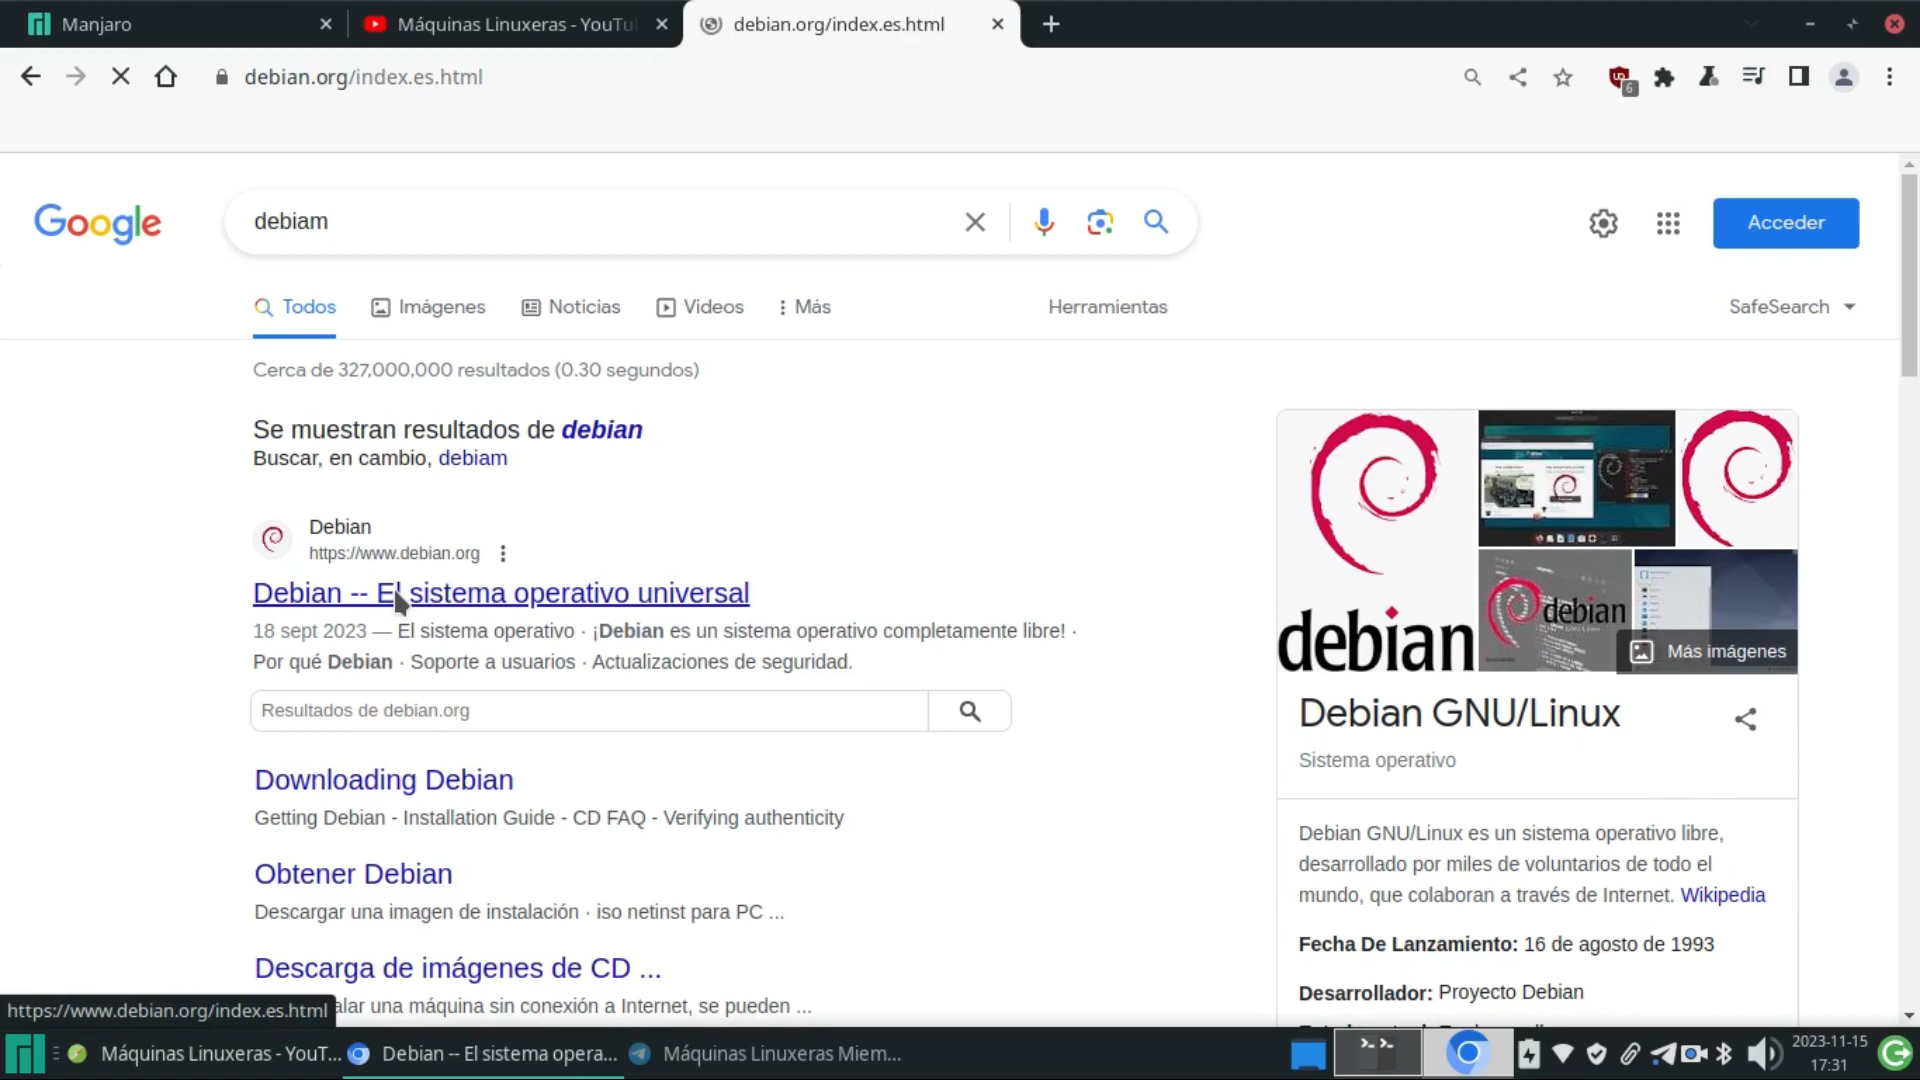 Manjaro
Máquinas Linuxeras - YouTu
debian.org/index.es.html
debian.org/index.es.html
6
Google
debiam
Acceder
Todos
Imágenes
Noticias
Videos
Más
Herramientas
SafeSearch
Cerca de 327,000,000 resultados (0.30 segundos)
Se muestran resultados de debian
Buscar, en cambio, debiam
Debian
https://www.debian.org
Debian -- El sistema operativo universal
18 sept 2023 — El sistema operativo · ¡Debian es un sistema operativo completamente libre! ·
Por qué Debian · Soporte a usuarios · Actualizaciones de seguridad.
Resultados de debian.org
Downloading Debian
Getting Debian - Installation Guide - CD FAQ - Verifying authenticity
Obtener Debian
Descargar una imagen de instalación · iso netinst para PC ...
Descarga de imágenes de CD ...
alar una máquina sin conexión a Internet, se pueden ...
debian
debian
Más imágenes
Debian GNU/Linux
Sistema operativo
Debian GNU/Linux es un sistema operativo libre,
desarrollado por miles de voluntarios de todo el
mundo, que colaboran a través de Internet. Wikipedia
Fecha De Lanzamiento: 16 de agosto de 1993
Desarrollador: Proyecto Debian
https://www.debian.org/index.es.html
Máquinas Linuxeras - YouT...
Debian -- El sistema opera...
Máquinas Linuxeras Miem...
2023-11-15
17:31